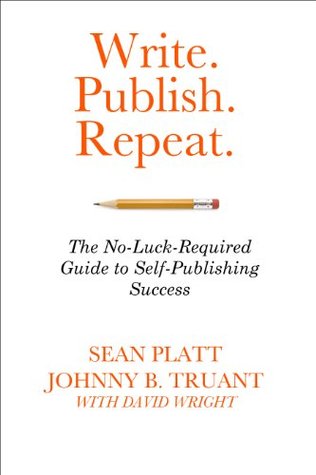 Write.
Publish.
Repeat.
The No-Luck-Required
Guide to Self-Publishing
Success
SEAN PLATT
JOHNNY B. TRUANT
WITH DAVID WRIGHT